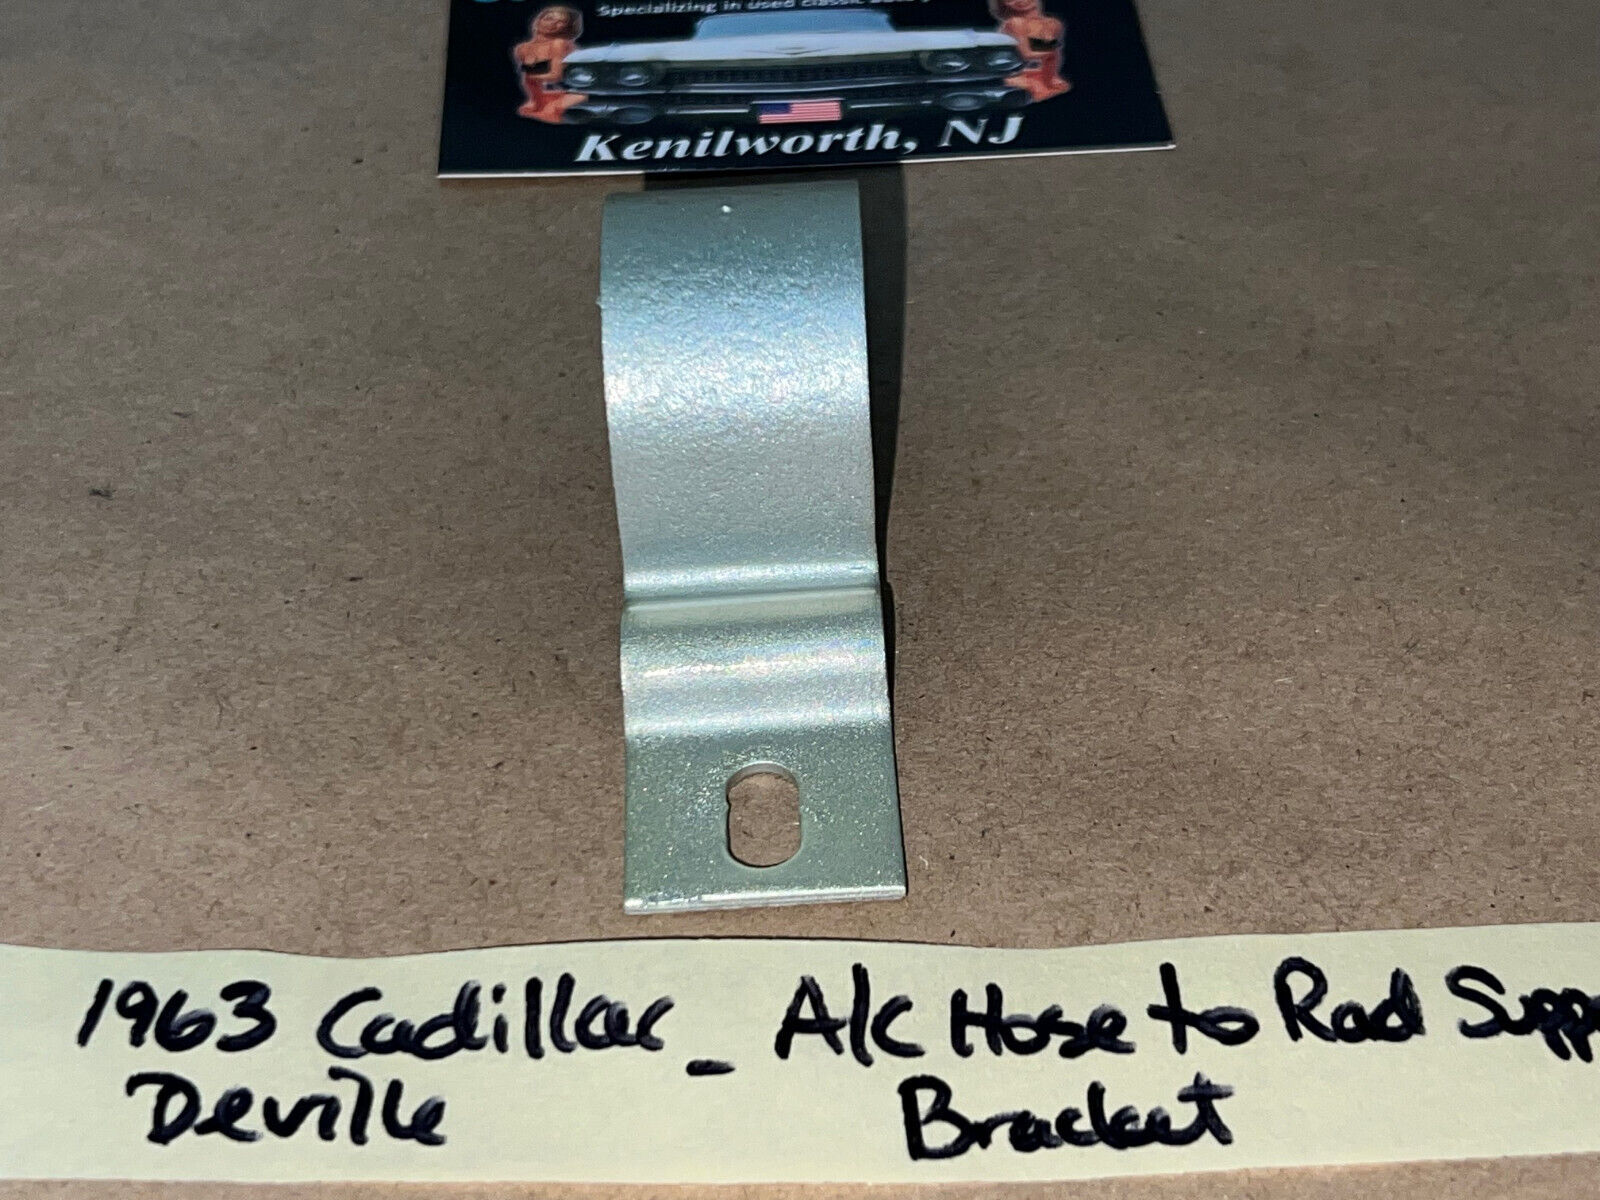 Specializing in used classic
Kenilworth, NJ
1963 Cadillac - A/C Hose to Rad Supp
Deville Bracket